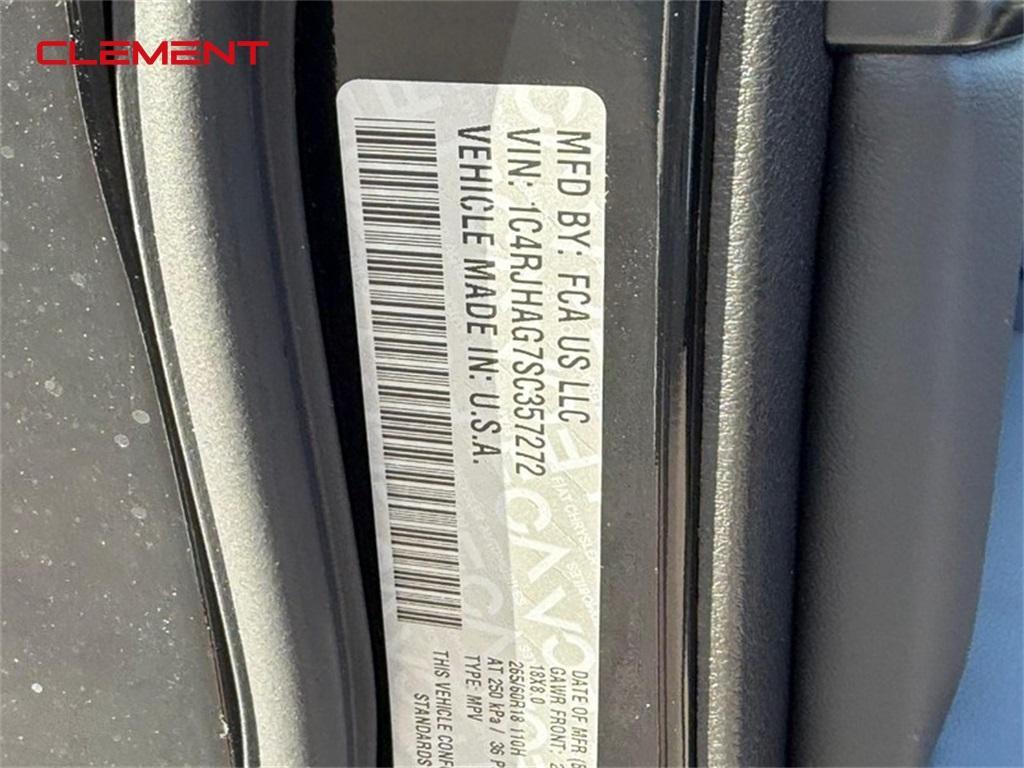 CLEMENT
MFD BY: FCA US LLC
VIN: 1C4RJHAG7SC357272
VEHICLE MADE IN: U.S.A.
DATE OF MFR
GAWR FRONT:
18X8.0
265/60R18 110H
AT 250 kPa / 36
TYPE: MPV
THIS VEHICLE
STANDARDS